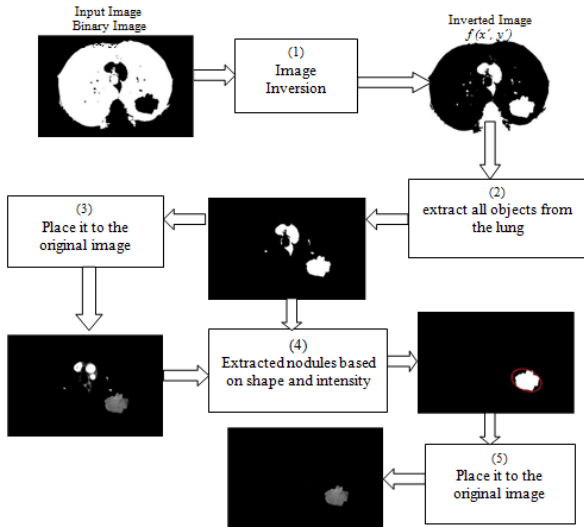 Input Image
Binary Image
(1)
Image
Inversion
Inverted Image
f (x´, y´)
(2)
extract all objects from
the lung
(3)
Place it to the
original image
(4)
Extracted nodules based
on shape and intensity
(5)
Place it to the
original image